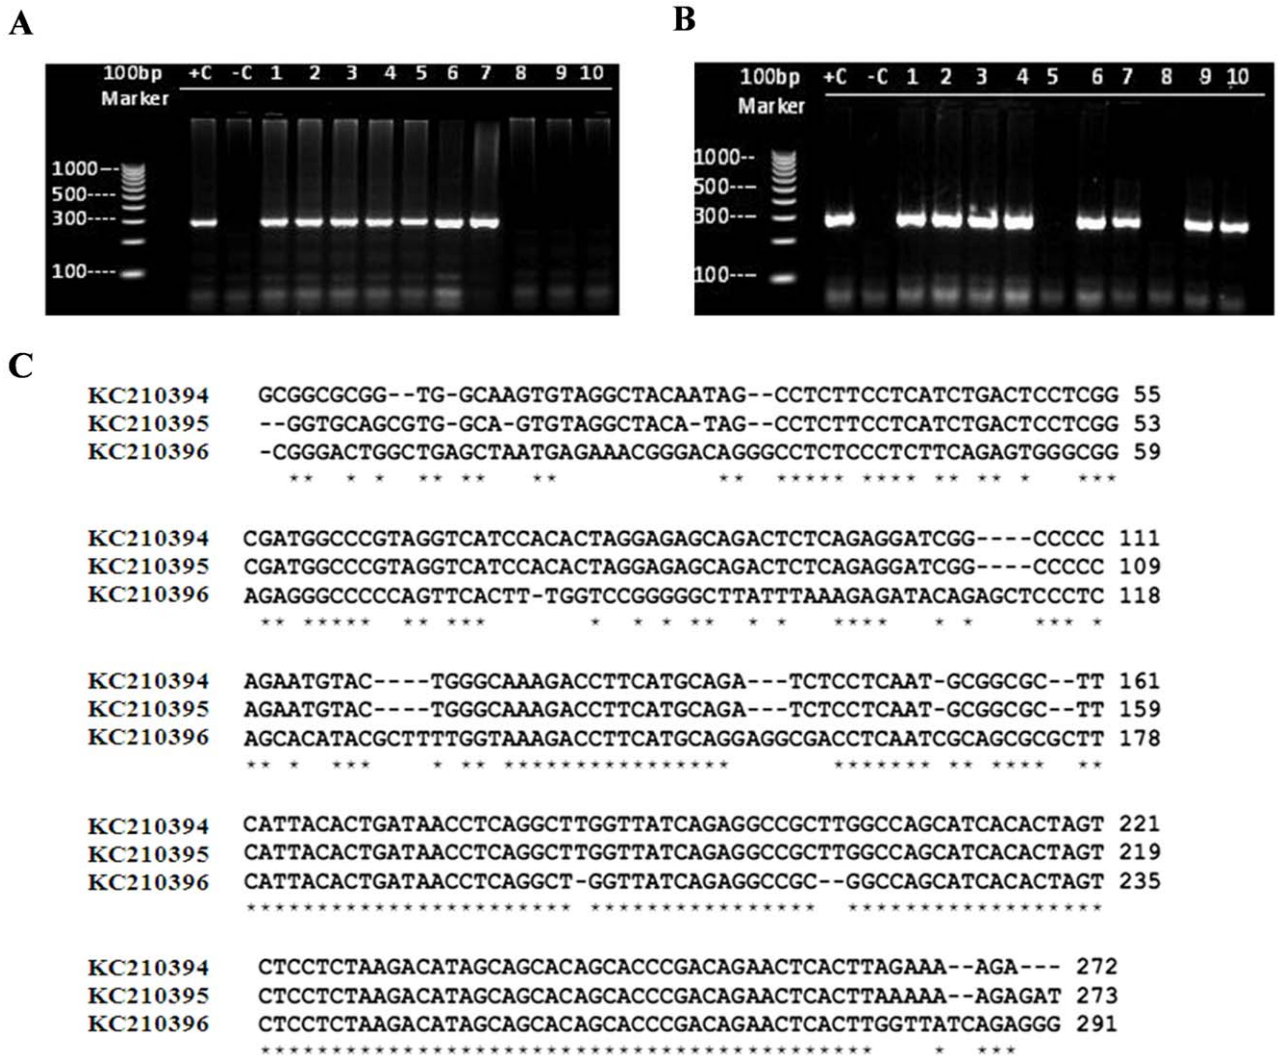 A
B
100bp +C -C 1 2 3 4 5 6 7 8 9 10
Marker
1000--
500----
300----
100----
100bp +C -C 1 2 3 4 5 6 7 8 9 10
Marker
1000--
500---
300---
100---
C
KC210394 GCGGCGCGG--TG-GCAAGTGTAGGCTACAATAG--CCTCTTCCTCATCTGACTCCTCGG 55
KC210395 --GGTGCAGCGTG-GCA-GTGTAGGCTACA-TAG--CCTCTTCCTCATCTGACTCCTCGG 53
KC210396 -CGGGACTGGCTGAGCTAATGAGAAACGGGACAGGGCCTCTCCCTCTTCAGAGTGGGCGG 59
** * * ** ** ** ** ***** **** ** ** * ***
KC210394 CGATGGCCCGTAGGTCATCCACACTAGGAGAGCAGACTCTCAGAGGATCGG----CCCCC 111
KC210395 CGATGGCCCGTAGGTCATCCACACTAGGAGAGCAGACTCTCAGAGGATCGG----CCCCC 109
KC210396 AGAGGGCCCCCAGTTCACTT-TGGTCCGGGGGCTTATTTAAAGAGATACAGAGCTCCCTC 118
** ***** ** *** * * * ** * * **** * * *** *
KC210394 AGAATGTAC----TGGGCAAAGACCTTCATGCAGA---TCTCCTCAAT-GCGGCGC--TT 161
KC210395 AGAATGTAC----TGGGCAAAGACCTTCATGCAGA---TCTCCTCAAT-GCGGCGC--TT 159
KC210396 AGCACATACGCTTTTGGTAAAGACCTTCATGCAGGAGGCGACCTCAATCGCAGCGCGCTT 178
** * *** * ** **************** ******* ** **** **
KC210394 CATTACACTGATAACCTCAGGCTTGGTTATCAGAGGCCGCTTGGCCAGCATCACACTAGT 221
KC210395 CATTACACTGATAACCTCAGGCTTGGTTATCAGAGGCCGCTTGGCCAGCATCACACTAGT 219
KC210396 CATTACACTGATAACCTCAGGCT-GGTTATCAGAGGCCGC--GGCCAGCATCACACTAGT 235
*********************** **************** ******************
KC210394 CTCCTCTAAGACATAGCAGCACAGCACCCGACAGAACTCACTTAGAAA--AGA--- 272
KC210395 CTCCTCTAAGACATAGCAGCACAGCACCCGACAGAACTCACTTAAAAA--AGAGAT 273
KC210396 CTCCTCTAAGACATAGCAGCACAGCACCCGACAGAACTCACTTGGTTATCAGAGGG 291
******************************************* * ***